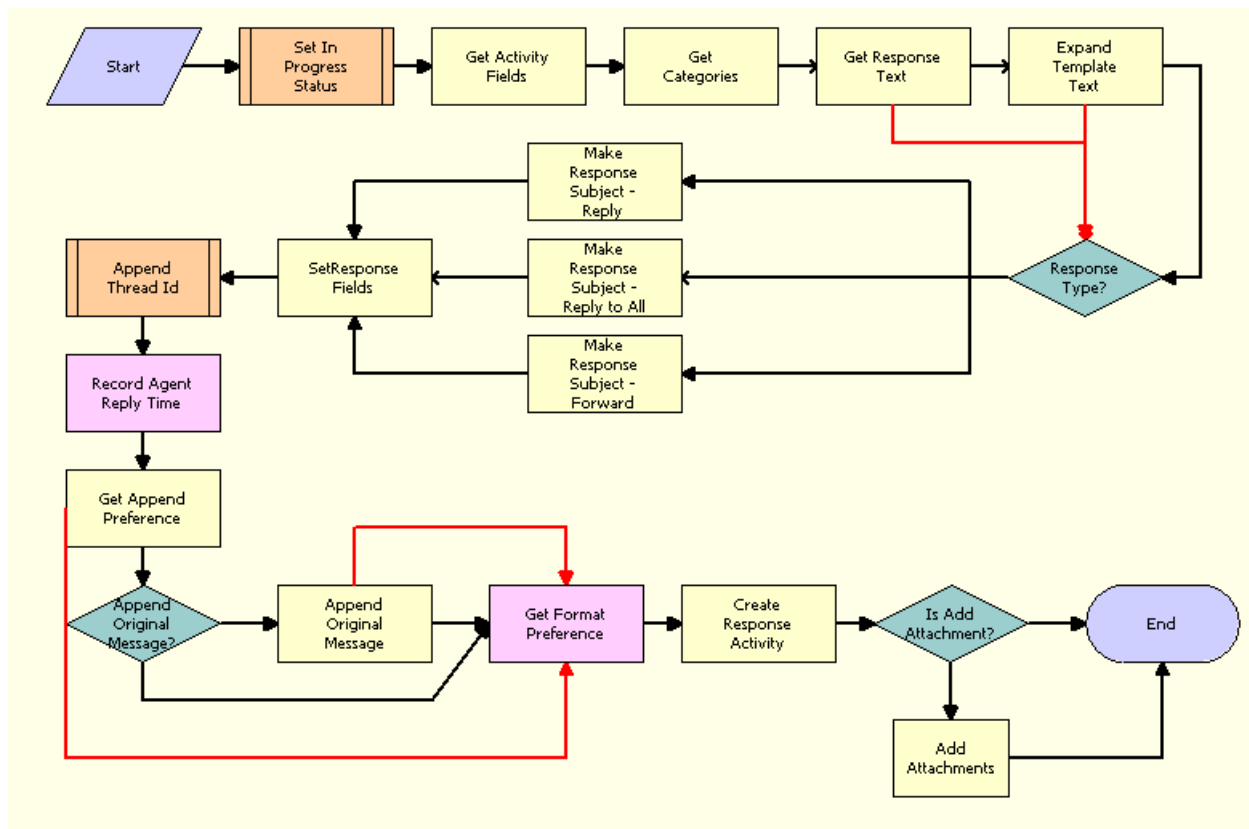 Start
Set In
Progress
Status
Get Activity
Fields
Get
Categories
Get Response
Text
Expand
Template
Text
Make
Response
Subject -
Reply
Append
Thread Id
SetResponse
Fields
Make
Response
Subject -
Reply to All
Response
Type?
Make
Response
Subject -
Forward
Record Agent
Reply Time
Get Append
Preference
Append
Original
Message?
Append
Original
Message
Get Format
Preference
Create
Response
Activity
Is Add
Attachment?
End
Add
Attachments